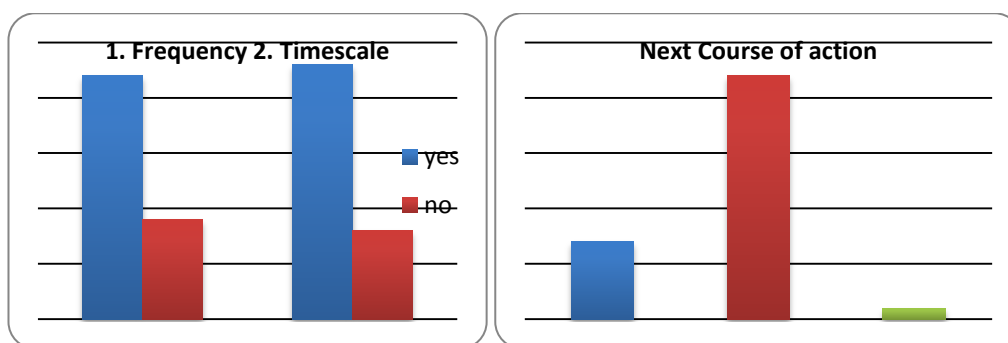 1. Frequency 2. Timescale
yes
no
Next Course of action